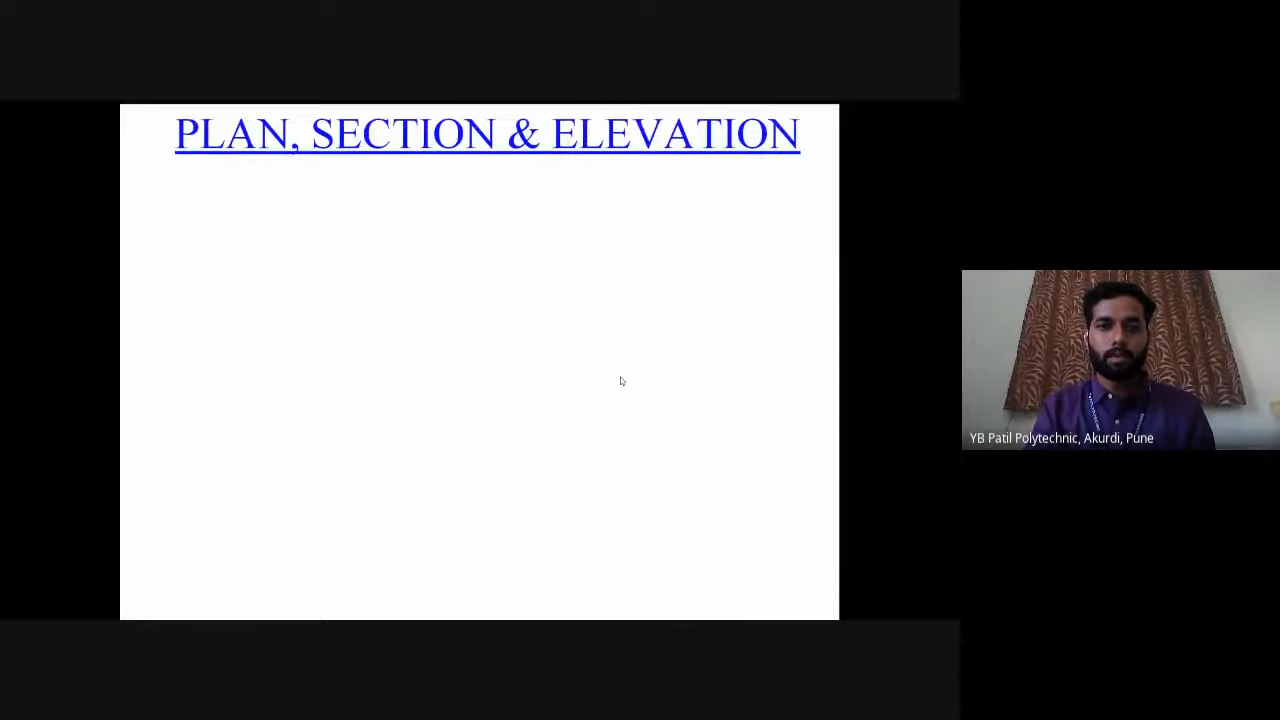 PLAN, SECTION & ELEVATION
YB Patil Polytechnic, Akurdi, Pune